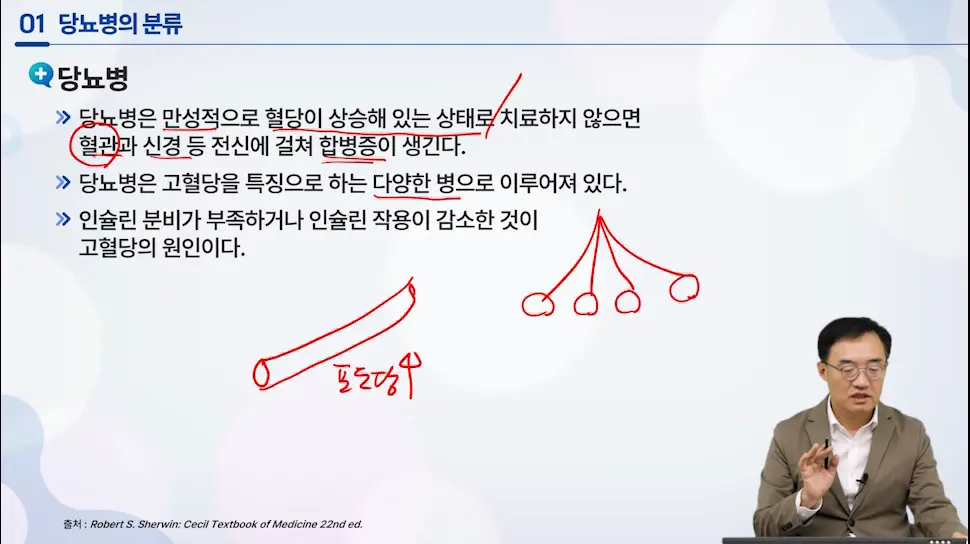 01 당뇨병의 분류
당뇨병
당뇨병은 만성적으로 혈당이 상승해 있는 상태로 치료하지 않으면
혈관과 신경 등 전신에 걸쳐 합병증이 생긴다.
당뇨병은 고혈당을 특징으로 하는 다양한 병으로 이루어져 있다.
인슐린 분비가 부족하거나 인슐린 작용이 감소한 것이
고혈당의 원인이다.
포도당↑
출처 : Robert S. Sherwin: Cecil Textbook of Medicine 22nd ed.